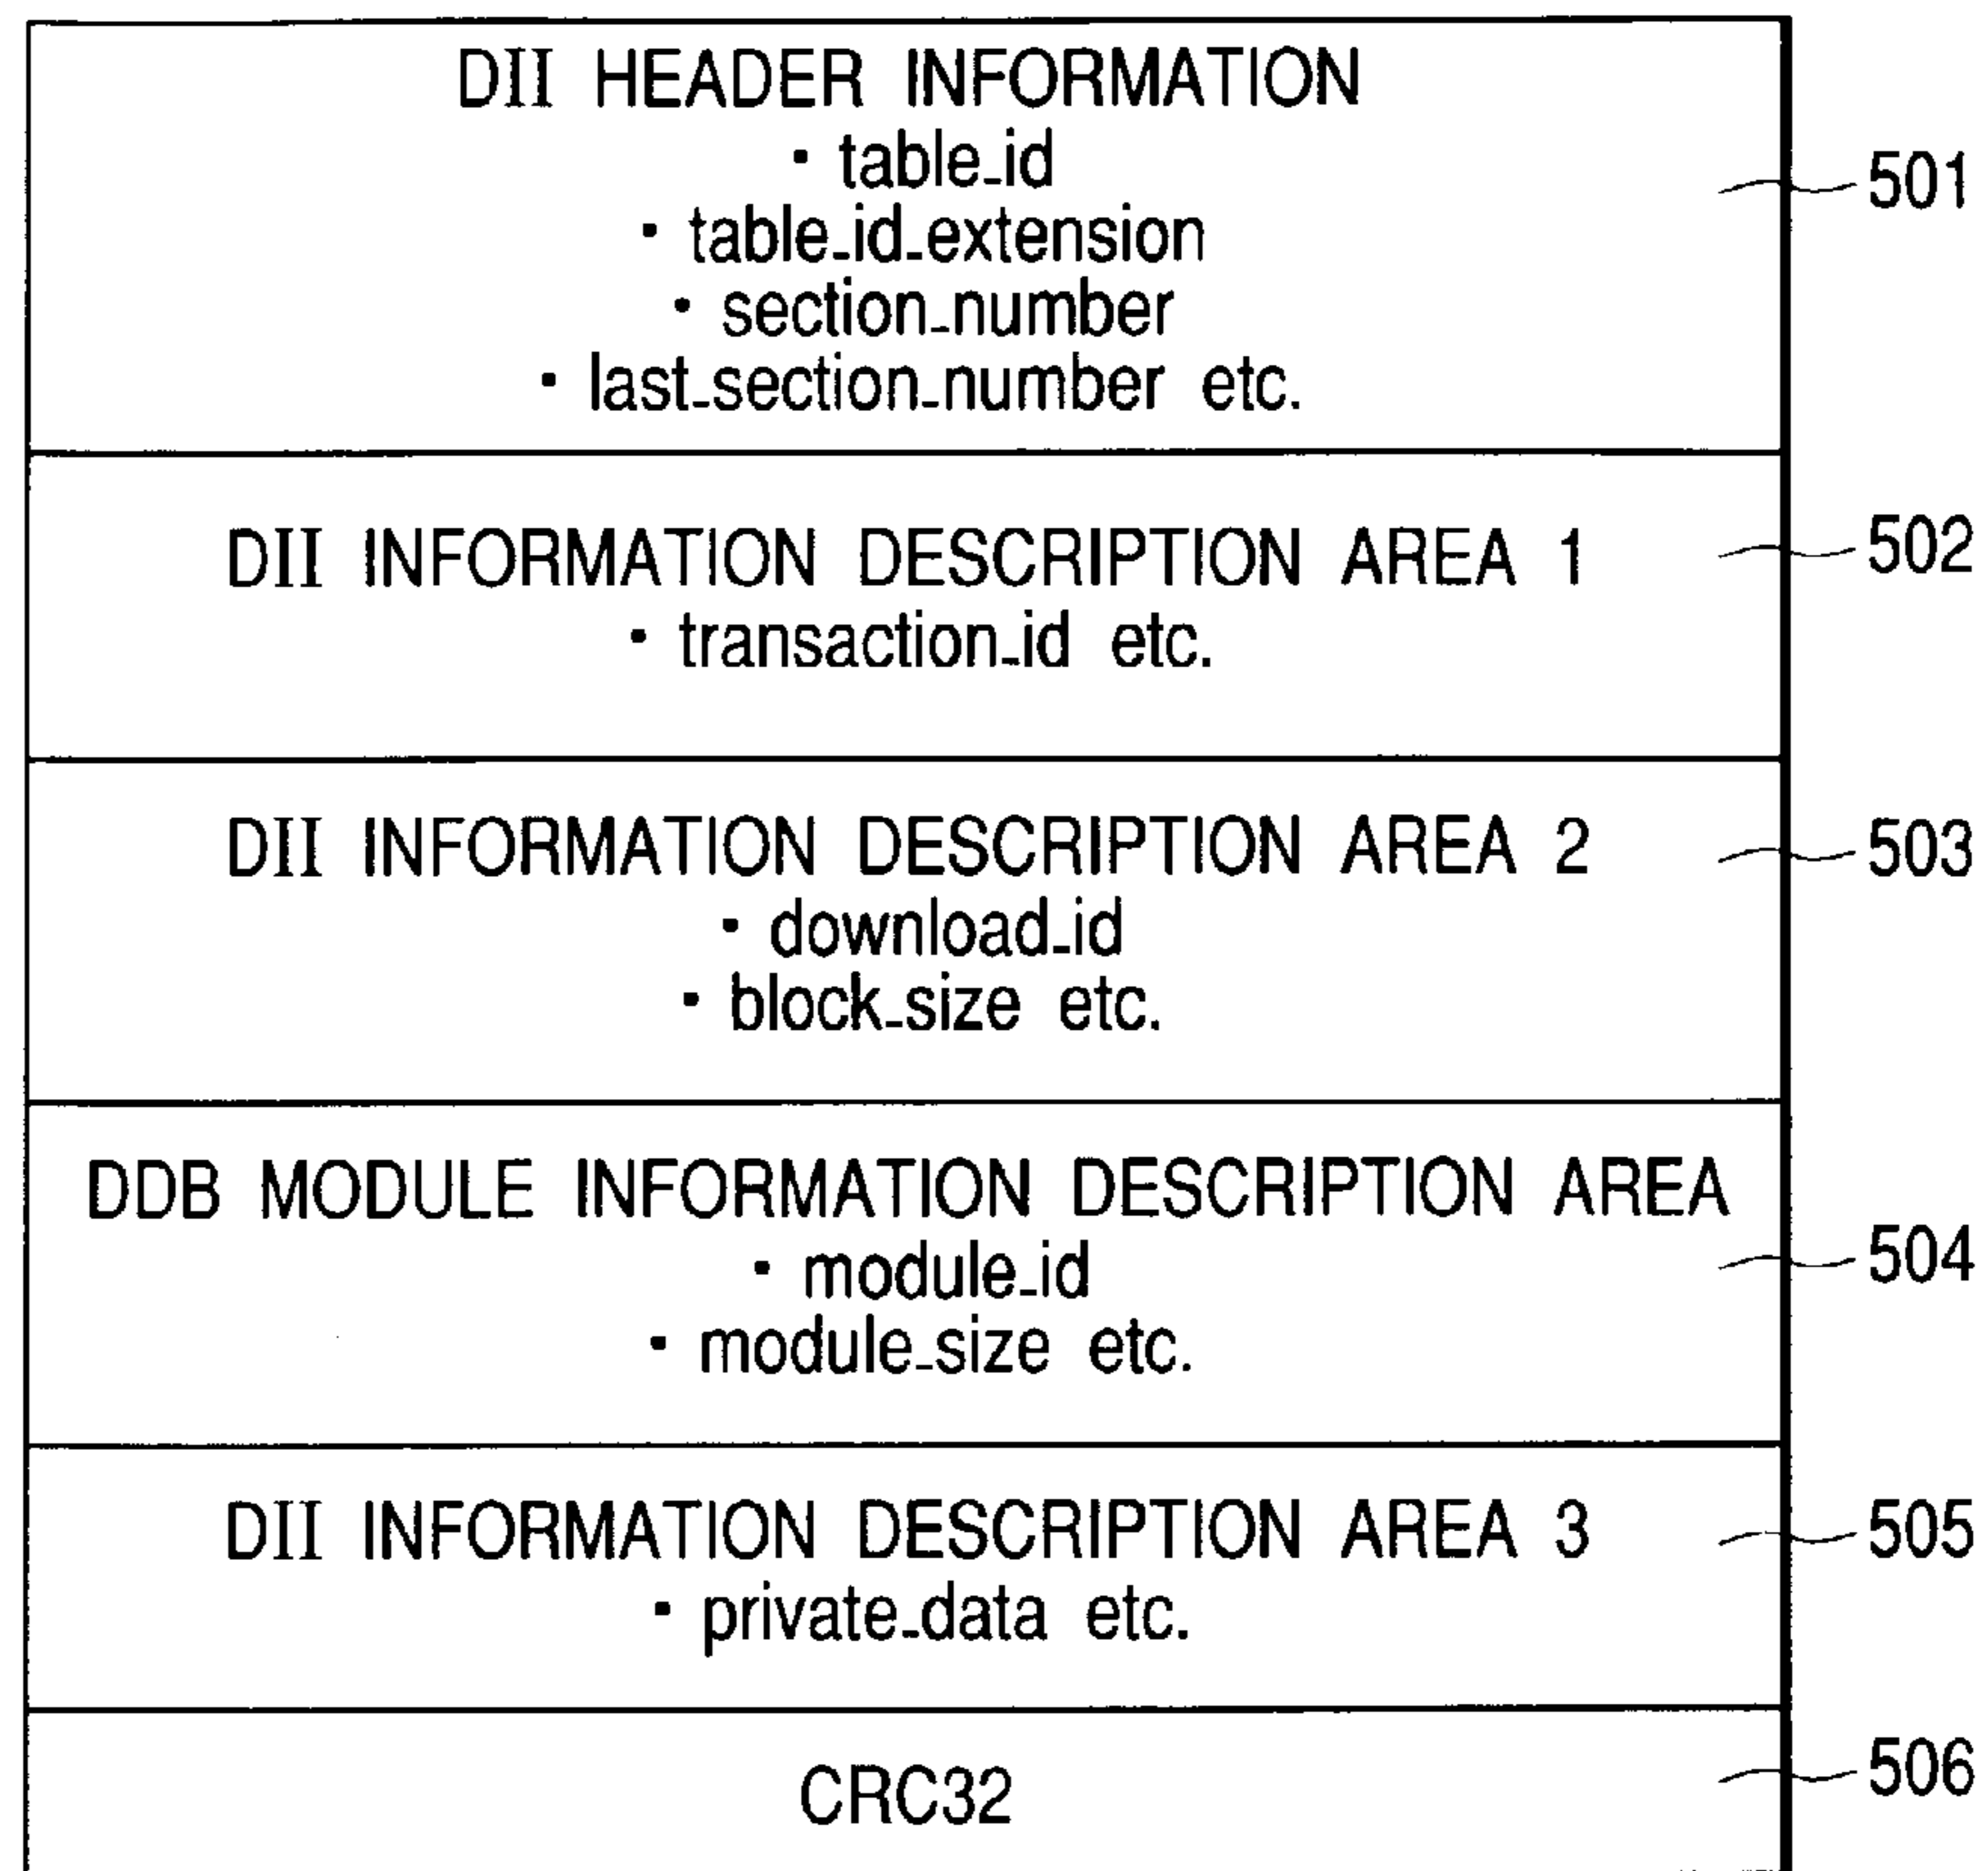 DII HEADER INFORMATION
・table_id
501
・table_id_extension
・section_number
・last_section_number etc.
DII INFORMATION DESCRIPTION AREA 1
502
・transaction_id etc.
DII INFORMATION DESCRIPTION AREA 2
503
・download_id
・block_size etc.
DDB MODULE INFORMATION DESCRIPTION AREA
・module_id
504
・module_size etc.
DII INFORMATION DESCRIPTION AREA 3
505
・private_data etc.
CRC32
506